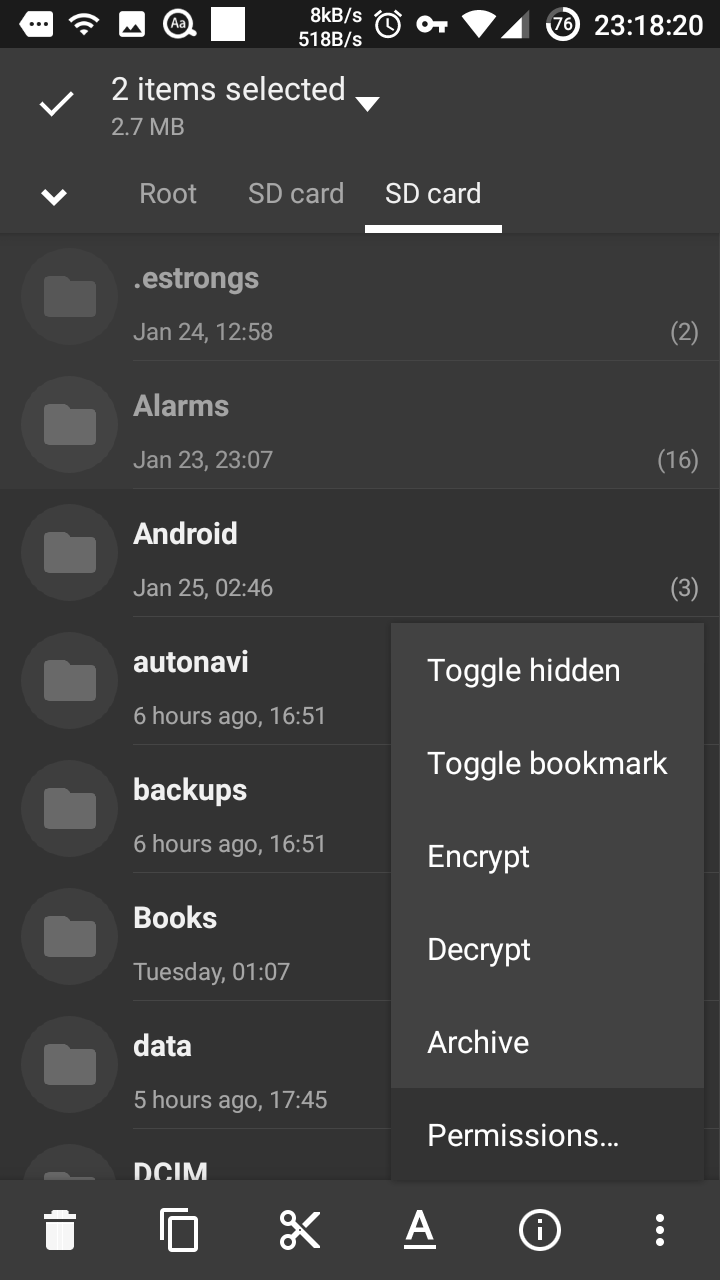 8kB/s
518B/s
76
23:18:20
Aa
2 items selected
2.7 MB
Root
SD card
SD card
.estrongs
Jan 24, 12:58
(2)
Alarms
Jan 23, 23:07
(16)
Android
Jan 25, 02:46
(3)
autonavi
6 hours ago, 16:51
backups
6 hours ago, 16:51
Books
Tuesday, 01:07
data
5 hours ago, 17:45
DCIM
Toggle hidden
Toggle bookmark
Encrypt
Decrypt
Archive
Permissions...
A